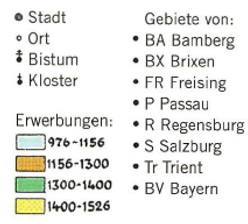 Stadt
Ort
Bistum
Kloster
Erwerbungen:
976-1156
1156-1300
1300-1400
1400-1526
Gebiete von:
• BA Bamberg
• BX Brixen
• FR Freising
• P Passau
• R Regensburg
• S Salzburg
• Tr Trient
• BV Bayern